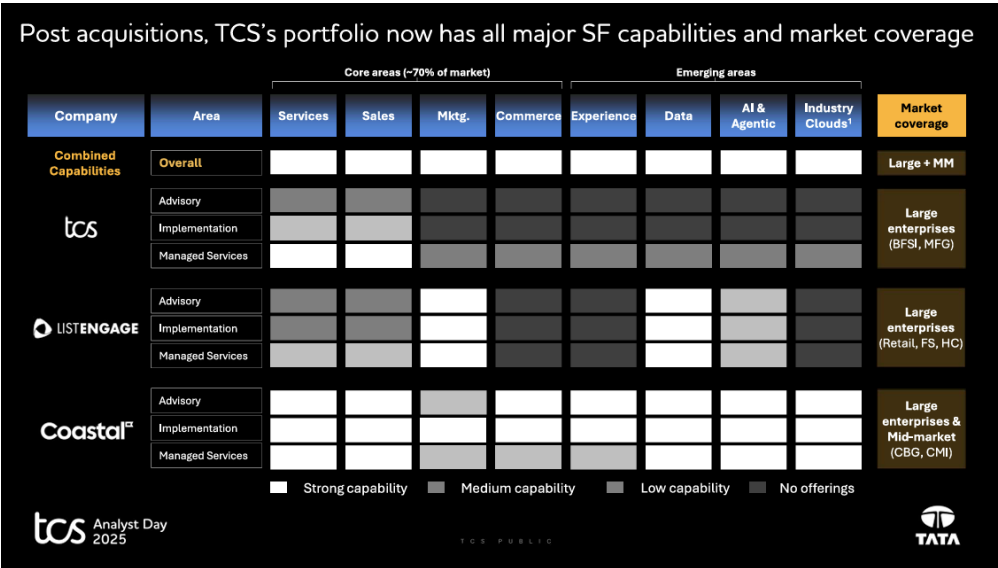 Post acquisitions, TCS's portfolio now has all major SF capabilities and market coverage
Core areas (~70% of market)
Emerging areas
Company
Area
Services
Sales
Mktg.
Commerce
Experience
Data
AI &
Agentic
Industry
Clouds¹
Market
coverage
Combined
Capabilities
Overall
Large + MM
tcs
Advisory
Implementation
Managed Services
Large
enterprises
(BFSI, MFG)
LISTENGAGE
Advisory
Implementation
Managed Services
Large
enterprises
(Retail, FS, HC)
Coastal
Advisory
Implementation
Managed Services
Large
enterprises &
Mid-market
(CBG, CMI)
Strong capability
Medium capability
Low capability
No offerings
tcs Analyst Day
2025
TCS PUBLIC
TATA